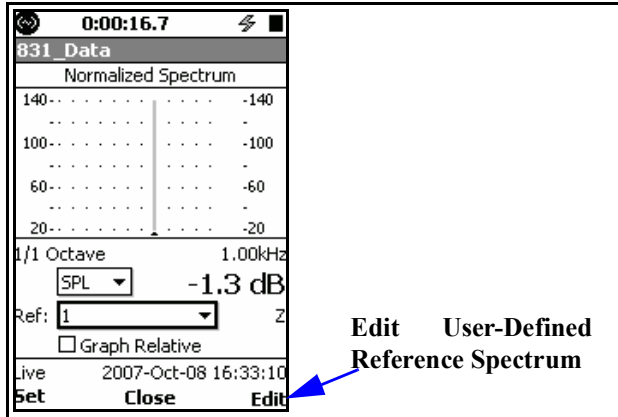 0:00:16.7
831_Data
Normalized Spectrum
140 -140
-
100 -100
-
60 -60
-
20 -20
1/1 Octave 1.00kHz
SPL -1.3 dB
Ref: 1 Z
Graph Relative
Live 2007-Oct-08 16:33:10
Set Close Edit
Edit User-Defined
Reference Spectrum